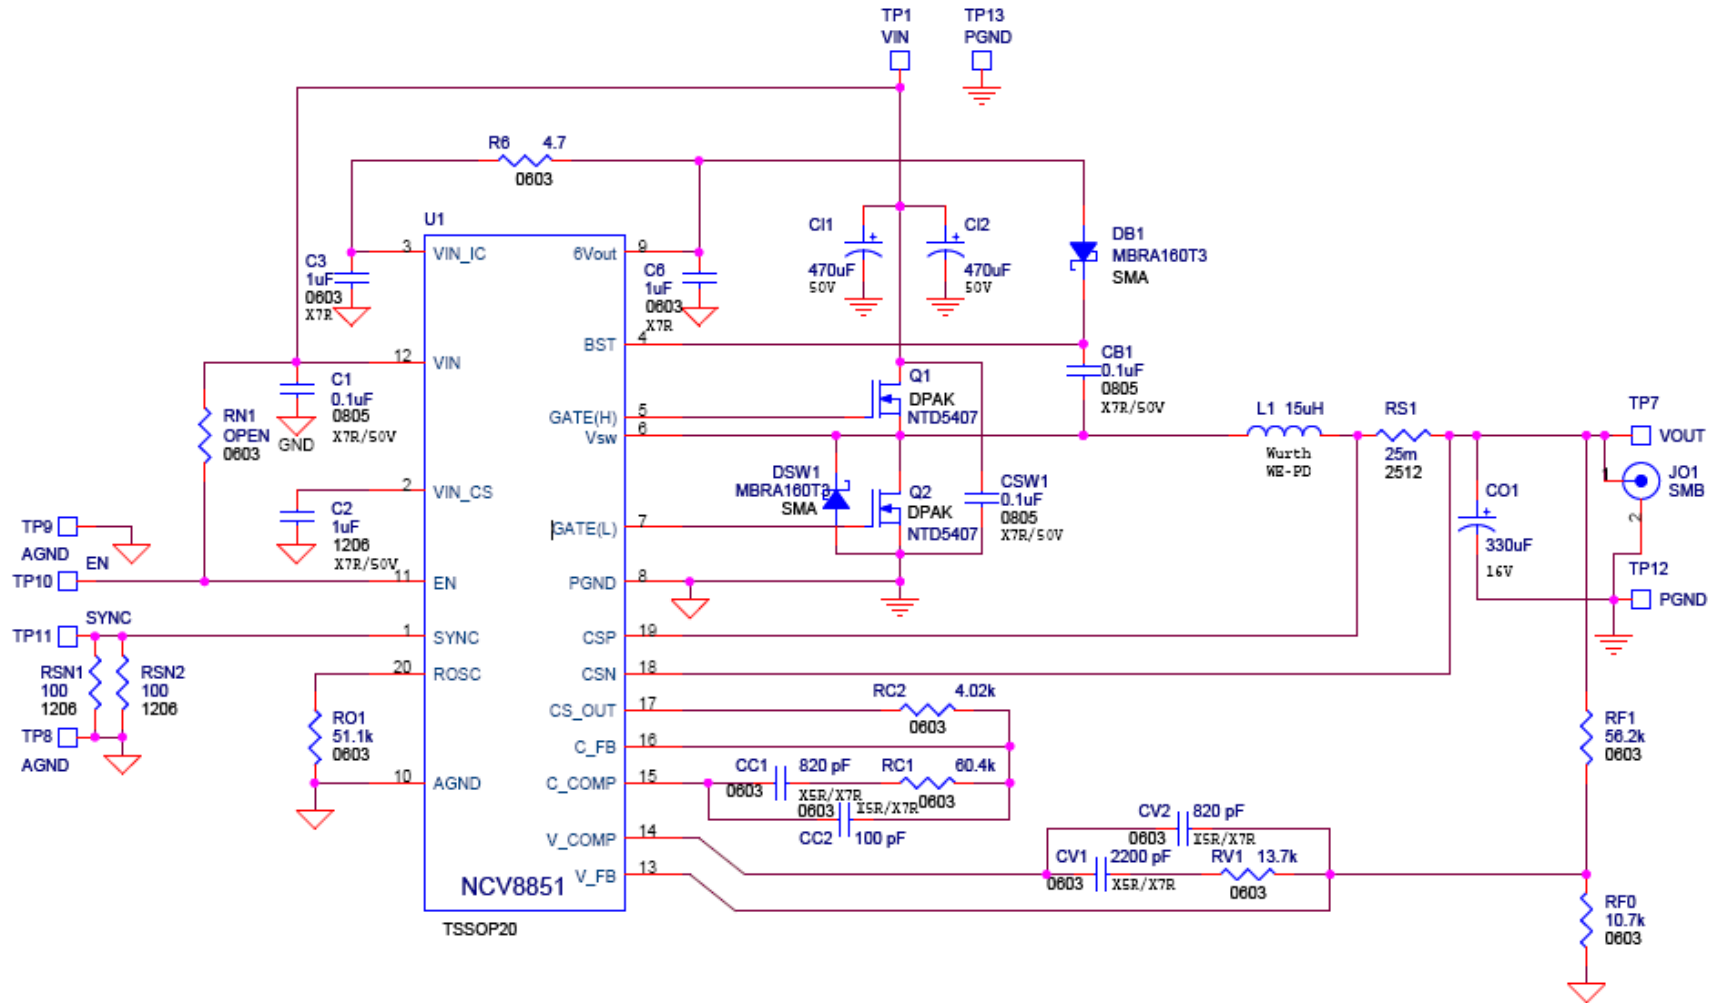 TP1
VIN
TP13
PGND
R6 4.7
0603
U1
3 VIN_IC
6Vout 9
C3
1uF
0603
X7R
C6
1uF
0603
X7R
CI1
470uF
50V
CI2
470uF
50V
DB1
MBRA160T3
SMA
BST 4
12 VIN
C1
0.1uF
0805
X7R/50V
GND
RN1
OPEN
0603
CB1
0.1uF
0805
X7R/50V
Q1
DPAK
NTD5407
GATE(H) 5
Vsw 6
L1 15uH
Wurth
WE-PD
RS1
25m
2512
TP7
VOUT
1
JO1
SMB
2
DSW1
MBRA160T3
SMA
Q2
DPAK
NTD5407
CSW1
0.1uF
0805
X7R/50V
CO1
330uF
16V
2 VIN_CS
C2
1uF
1206
X7R/50V
GATE(L) 7
TP9
AGND
EN
TP10
11 EN
PGND 8
TP12
PGND
SYNC
TP11
1 SYNC
CSP 19
RSN1
100
1206
RSN2
100
1206
20 ROSC
CSN 18
CS_OUT 17
RC2 4.02k
0603
TP8
AGND
RO1
51.1k
0603
C_FB 16
10 AGND
C_COMP 15
CC1 820 pF
0603 X5R/X7R
RC1 60.4k
0603
0603 X5R/X7R
CC2 100 pF
RF1
56.2k
0603
V_COMP 14
V_FB 13
CV2 820 pF
0603 X5R/X7R
CV1 2200 pF
0603 X5R/X7R
RV1 13.7k
0603
RF0
10.7k
0603
NCV8851
TSSOP20